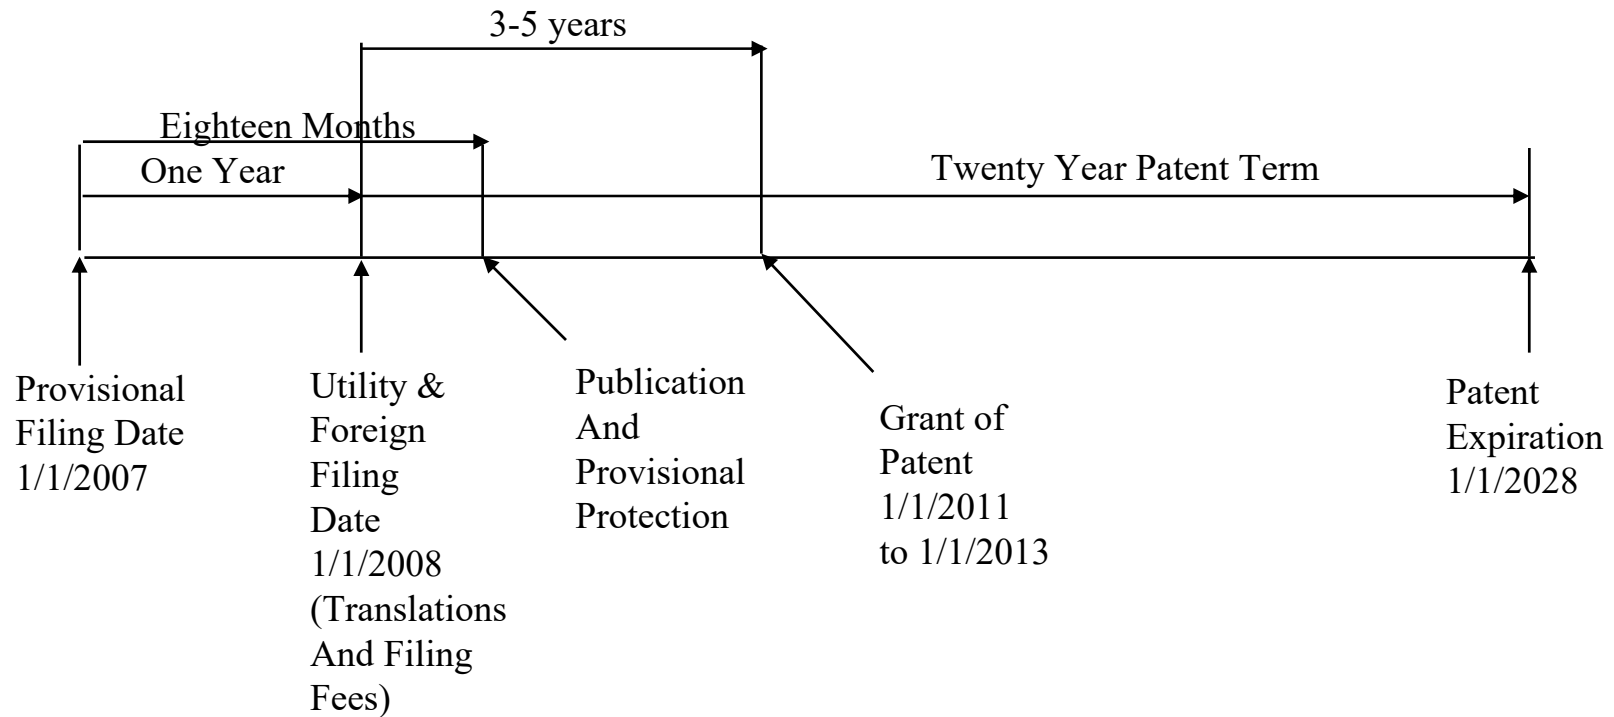 3-5 years
Eighteen Months
One Year
Twenty Year Patent Term
Provisional
Filing Date
1/1/2007
Utility &
Foreign
Filing
Date
1/1/2008
(Translations
And Filing
Fees)
Publication
And
Provisional
Protection
Grant of
Patent
1/1/2011
to 1/1/2013
Patent
Expiration
1/1/2028